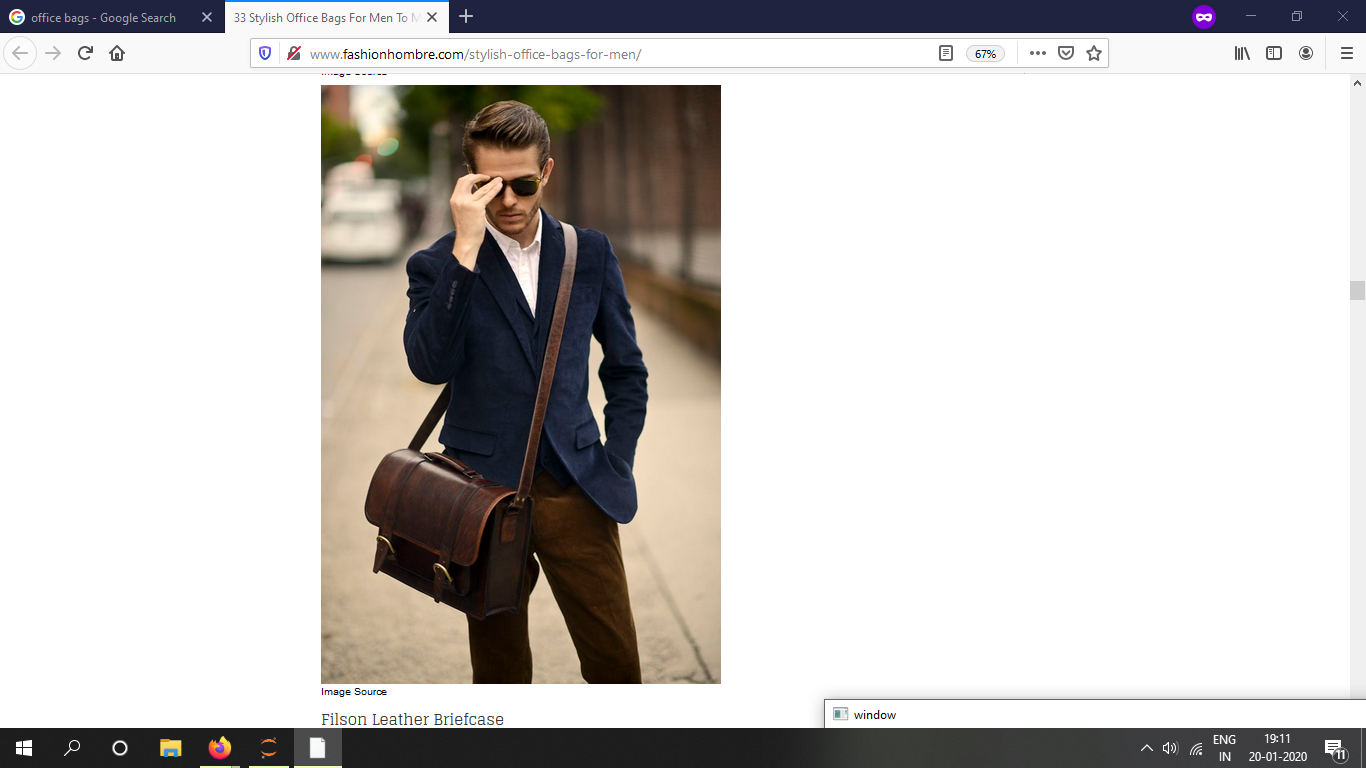 office bags - Google Search
33 Stylish Office Bags For Men To M
www.fashionhombre.com/stylish-office-bags-for-men/
67%
Image Source
Image Source
Filson Leather Briefcase
window
ENG
IN
19:11
20-01-2020
11